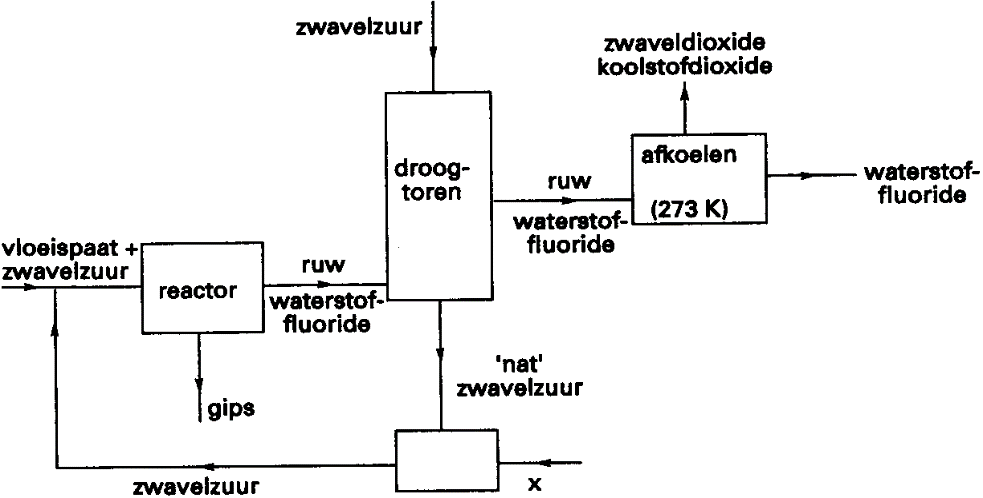 zwavelzuur
zwaveldioxide
koolstofdioxide
droog-
toren
afkoelen
(273 K)
ruw
waterstof-
fluoride
waterstof-
fluoride
vloeispaat +
zwavelzuur
reactor
ruw
waterstof-
fluoride
gips
'nat'
zwavelzuur
zwavelzuur
x